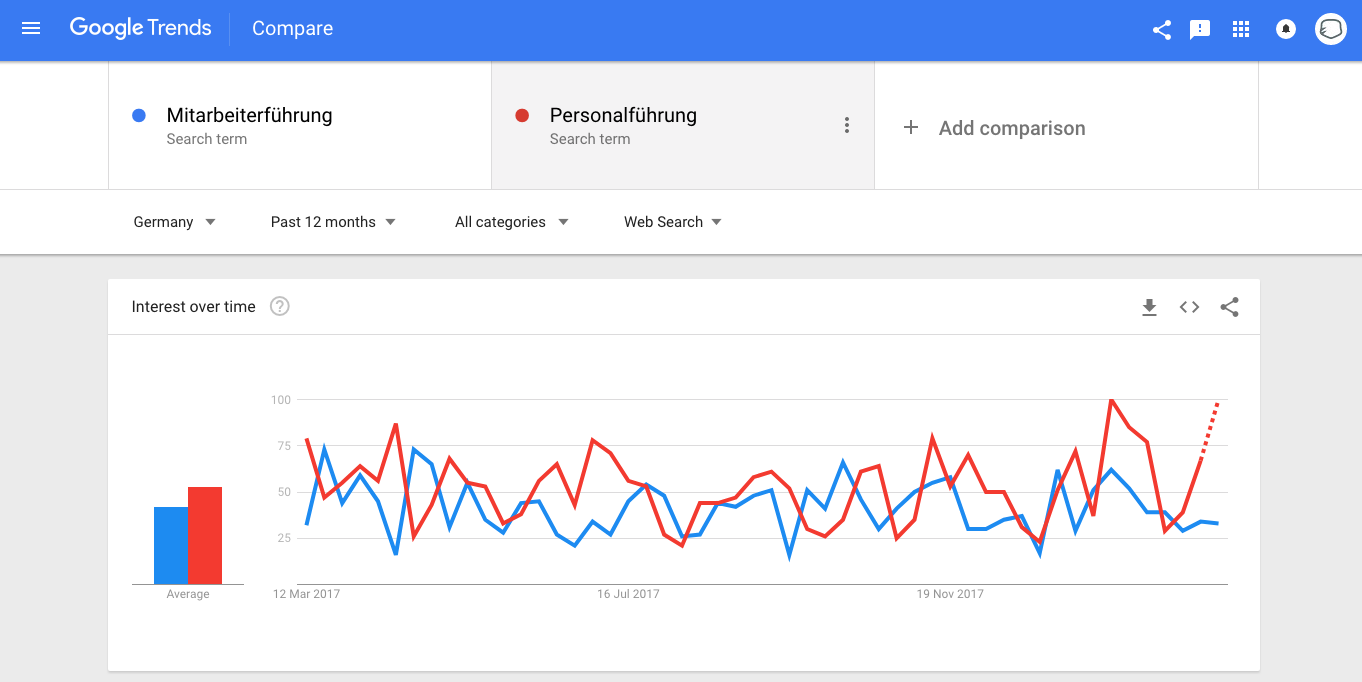 Google Trends Compare
Mitarbeiterführung Personalführung
Search term Search term
+ Add comparison
Germany Past 12 months All categories Web Search
Interest over time ?
100
75
50
25
Average 12 Mar 2017 16 Jul 2017 19 Nov 2017